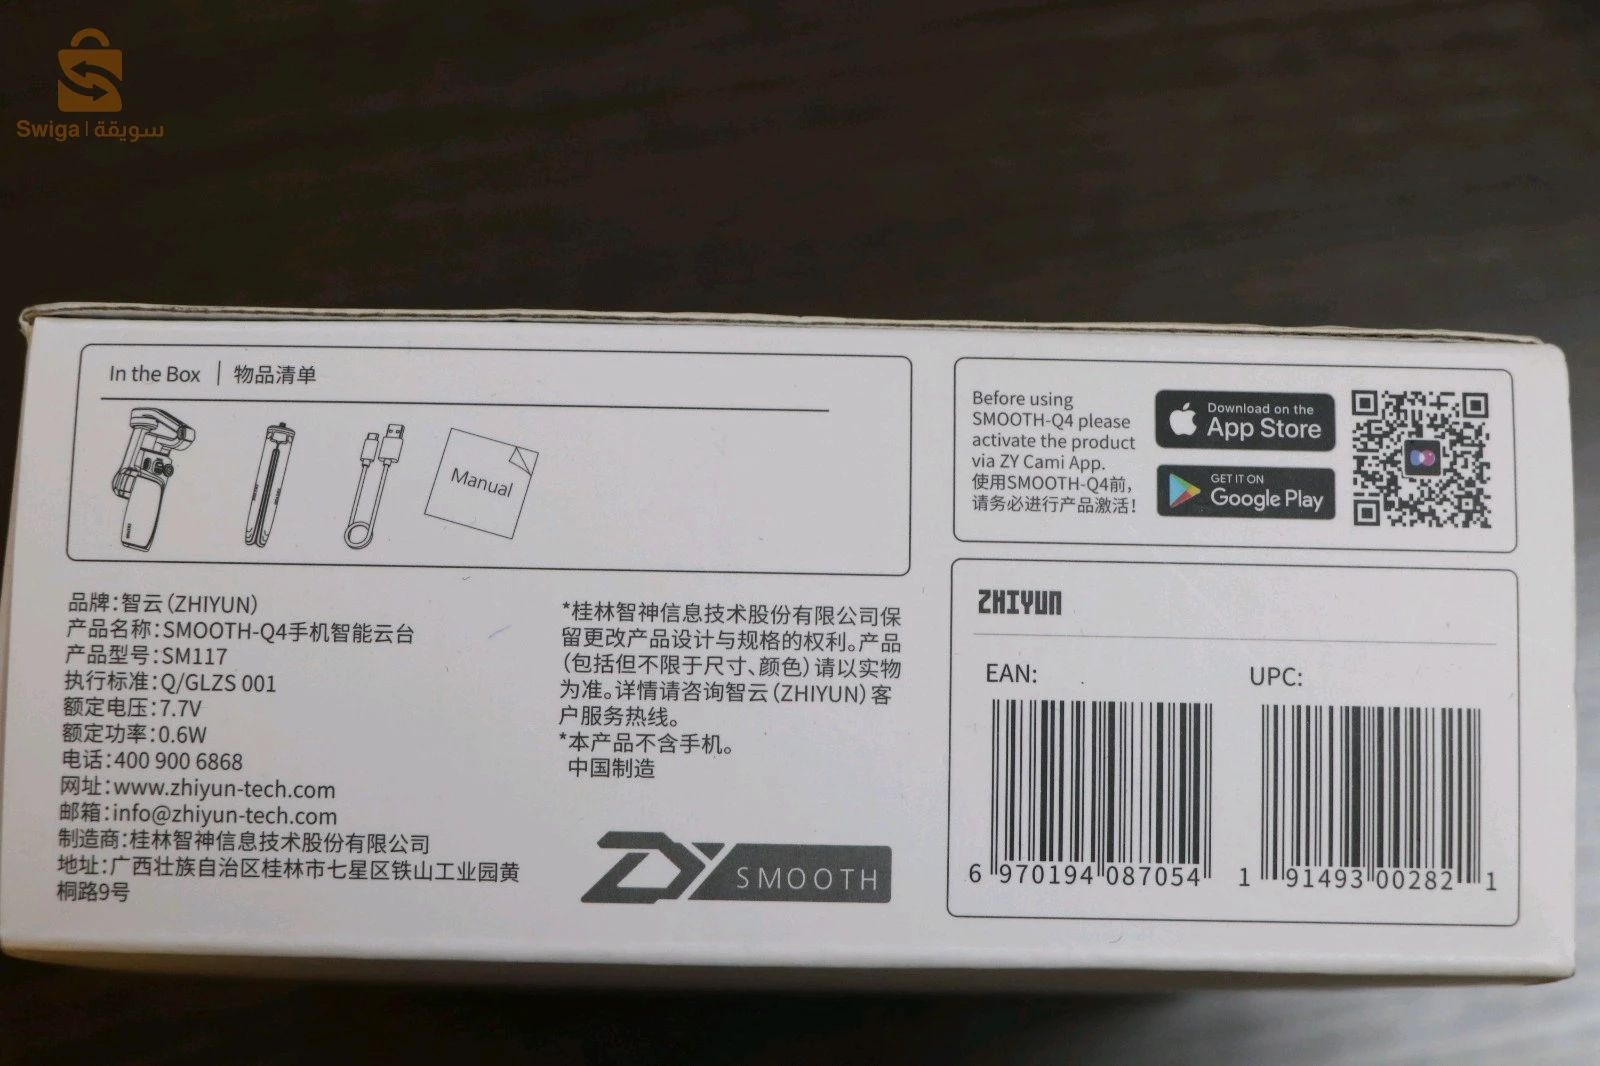 Swiga | سويقة
In the Box | 物品清单
Manual
品牌：智云（ZHIYUN）
产品名称：SMOOTH-Q4手机智能云台
产品型号：SM117
执行标准：Q/GLZS 001
额定电压：7.7V
额定功率：0.6W
电话：400 900 6868
网址：www.zhiyun-tech.com
邮箱：info@zhiyun-tech.com
制造商：桂林智神信息技术股份有限公司
地址：广西壮族自治区桂林市七星区铁山工业园黄
桐路9号
*桂林智神信息技术股份有限公司保
留更改产品设计与规格的权利。产品
（包括但不限于尺寸、颜色）请以实物
为准。详情请咨询智云（ZHIYUN）客
户服务热线。
*本产品不含手机。
中国制造
ZY SMOOTH
Before using
SMOOTH-Q4 please
activate the product
via ZY Cami App.
使用SMOOTH-Q4前，
请务必进行产品激活！
Download on the
App Store
GET IT ON
Google Play
ZHIYUN
EAN:
6 970194 087054
UPC:
1 91493 00282 1